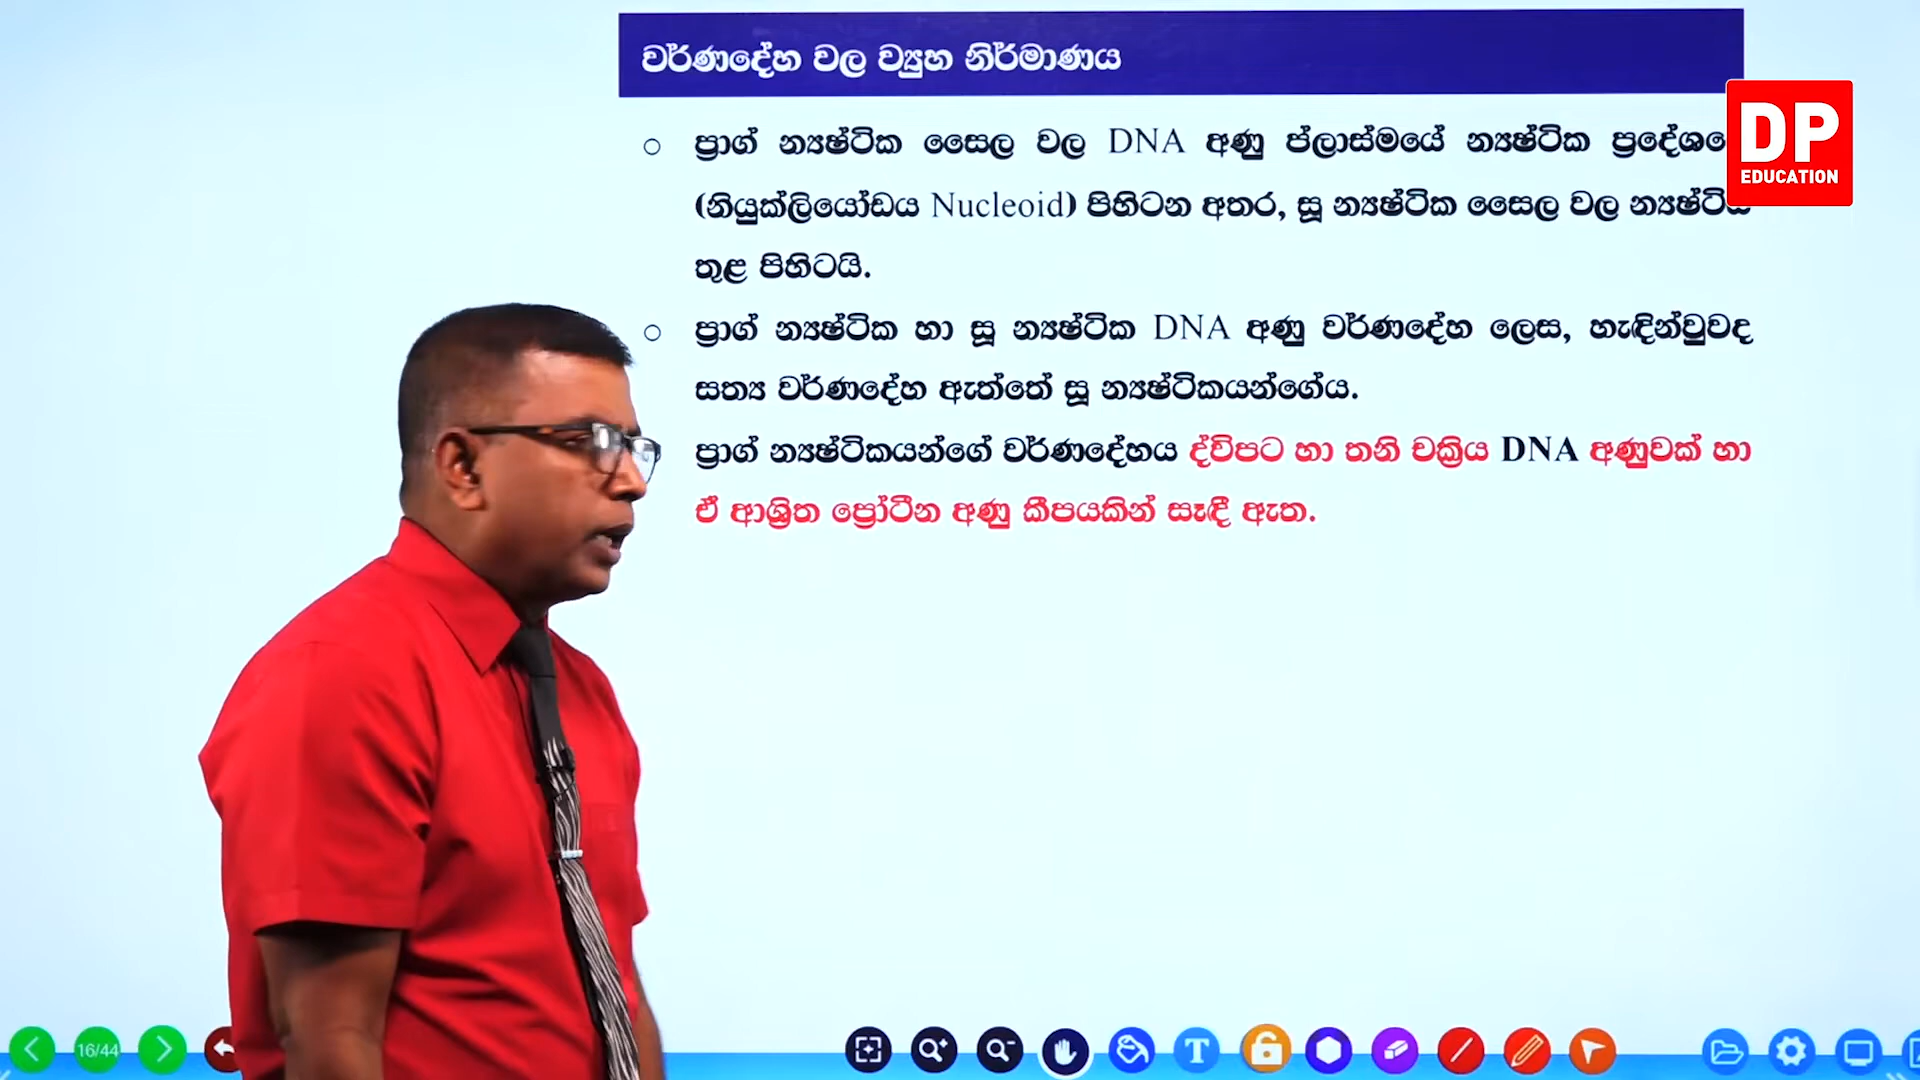 වර්ණදේහ වල ව්‍යුහ නිර්මාණය
ප්‍රාග් න්‍යෂ්ටික සෛල වල DNA අණු ප්ලාස්මයේ න්‍යෂ්ටික
(නියුක්ලියෝඩය Nucleoid) පිහිටන අතර, සූ න්‍යෂ්ටික සෛල වල
තුළ පිහිටයි.
ප්‍රාග් න්‍යෂ්ටික හා සූ න්‍යෂ්ටික DNA අණු වර්ණදේහ ලෙස, හැඳින්වුවද
සත්‍ය වර්ණදේහ ඇත්තේ සූ න්‍යෂ්ටිකයන්ගේය.
ප්‍රාග් න්‍යෂ්ටිකයන්ගේ වර්ණදේහය ද්විපට හා තනි චක්‍රිය DNA අණුවක් හා
ඒ ආශ්‍රිත ප්‍රෝටීන අණු කීපයකින් සෑදී ඇත.
DP
EDUCATION
16/44
T